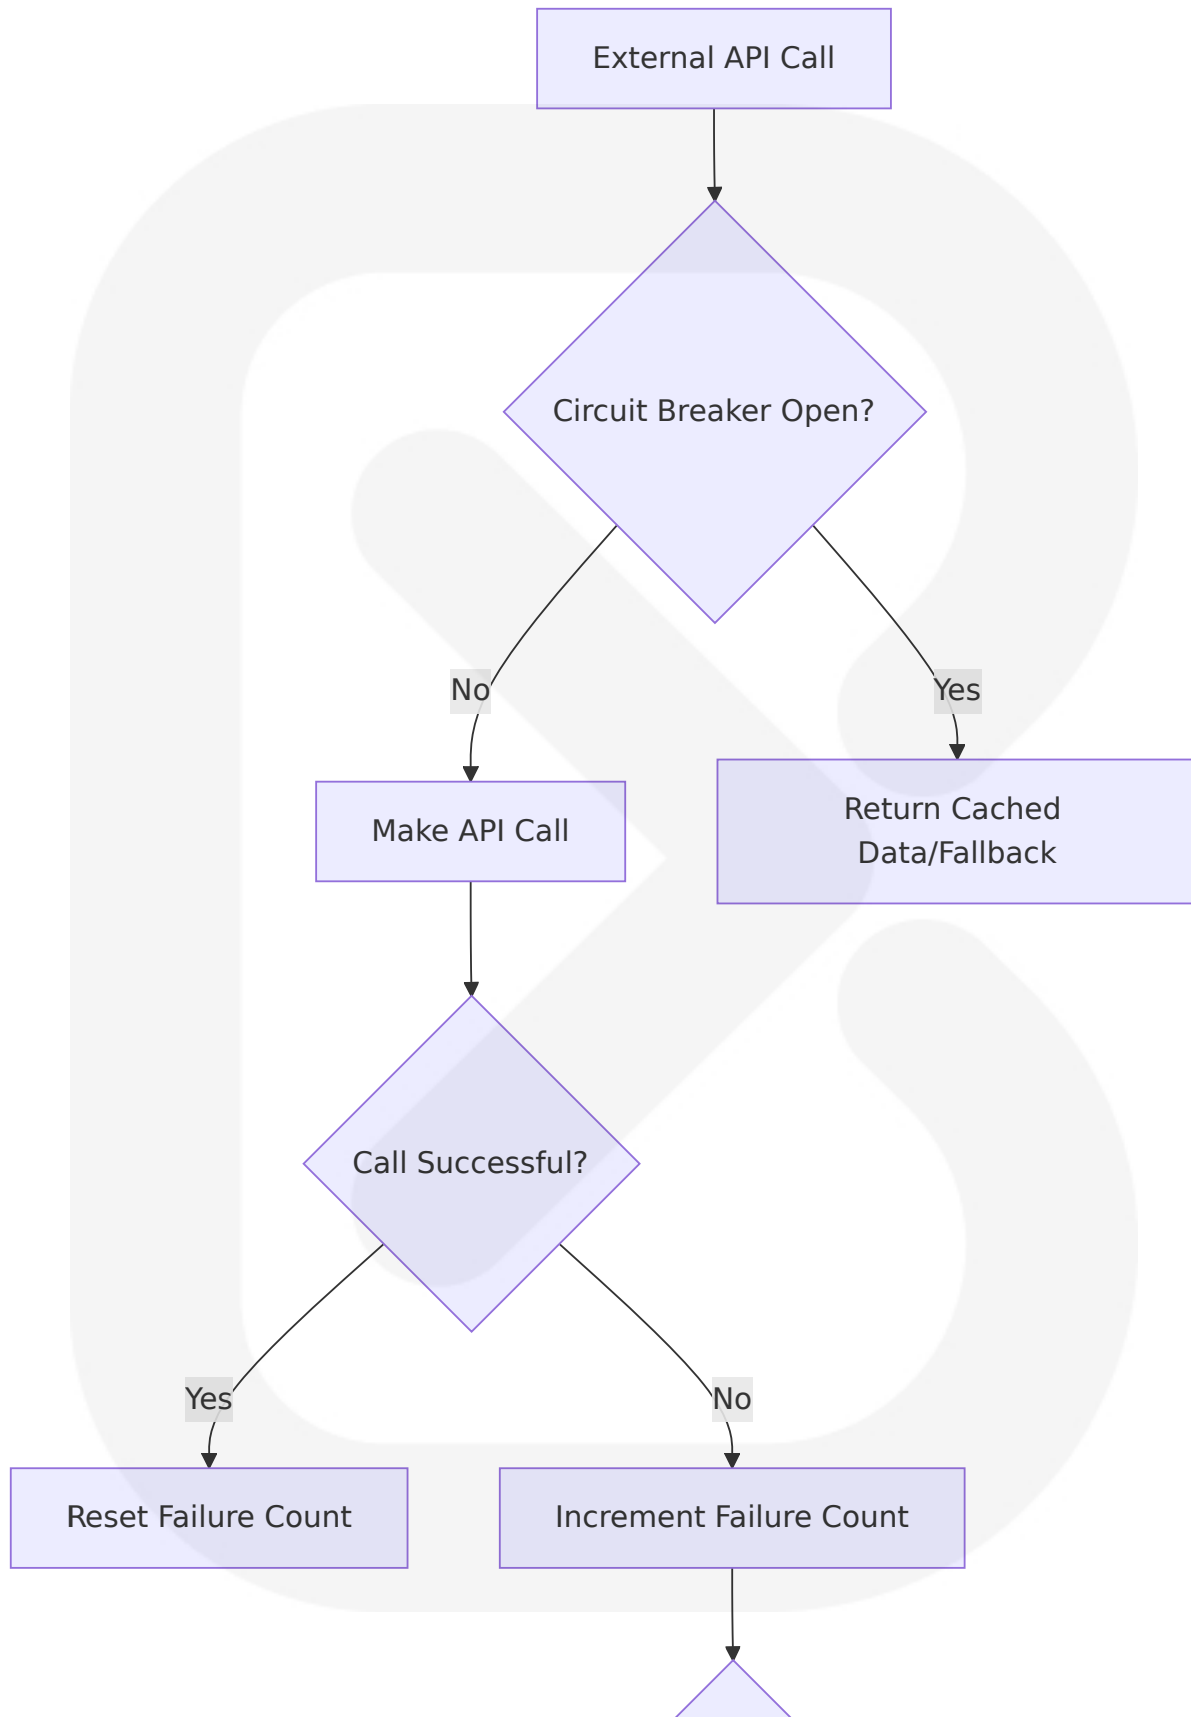 External API Call
Circuit Breaker Open?
No
Yes
Make API Call
Return Cached
Data/Fallback
Call Successful?
Yes
No
Reset Failure Count
Increment Failure Count